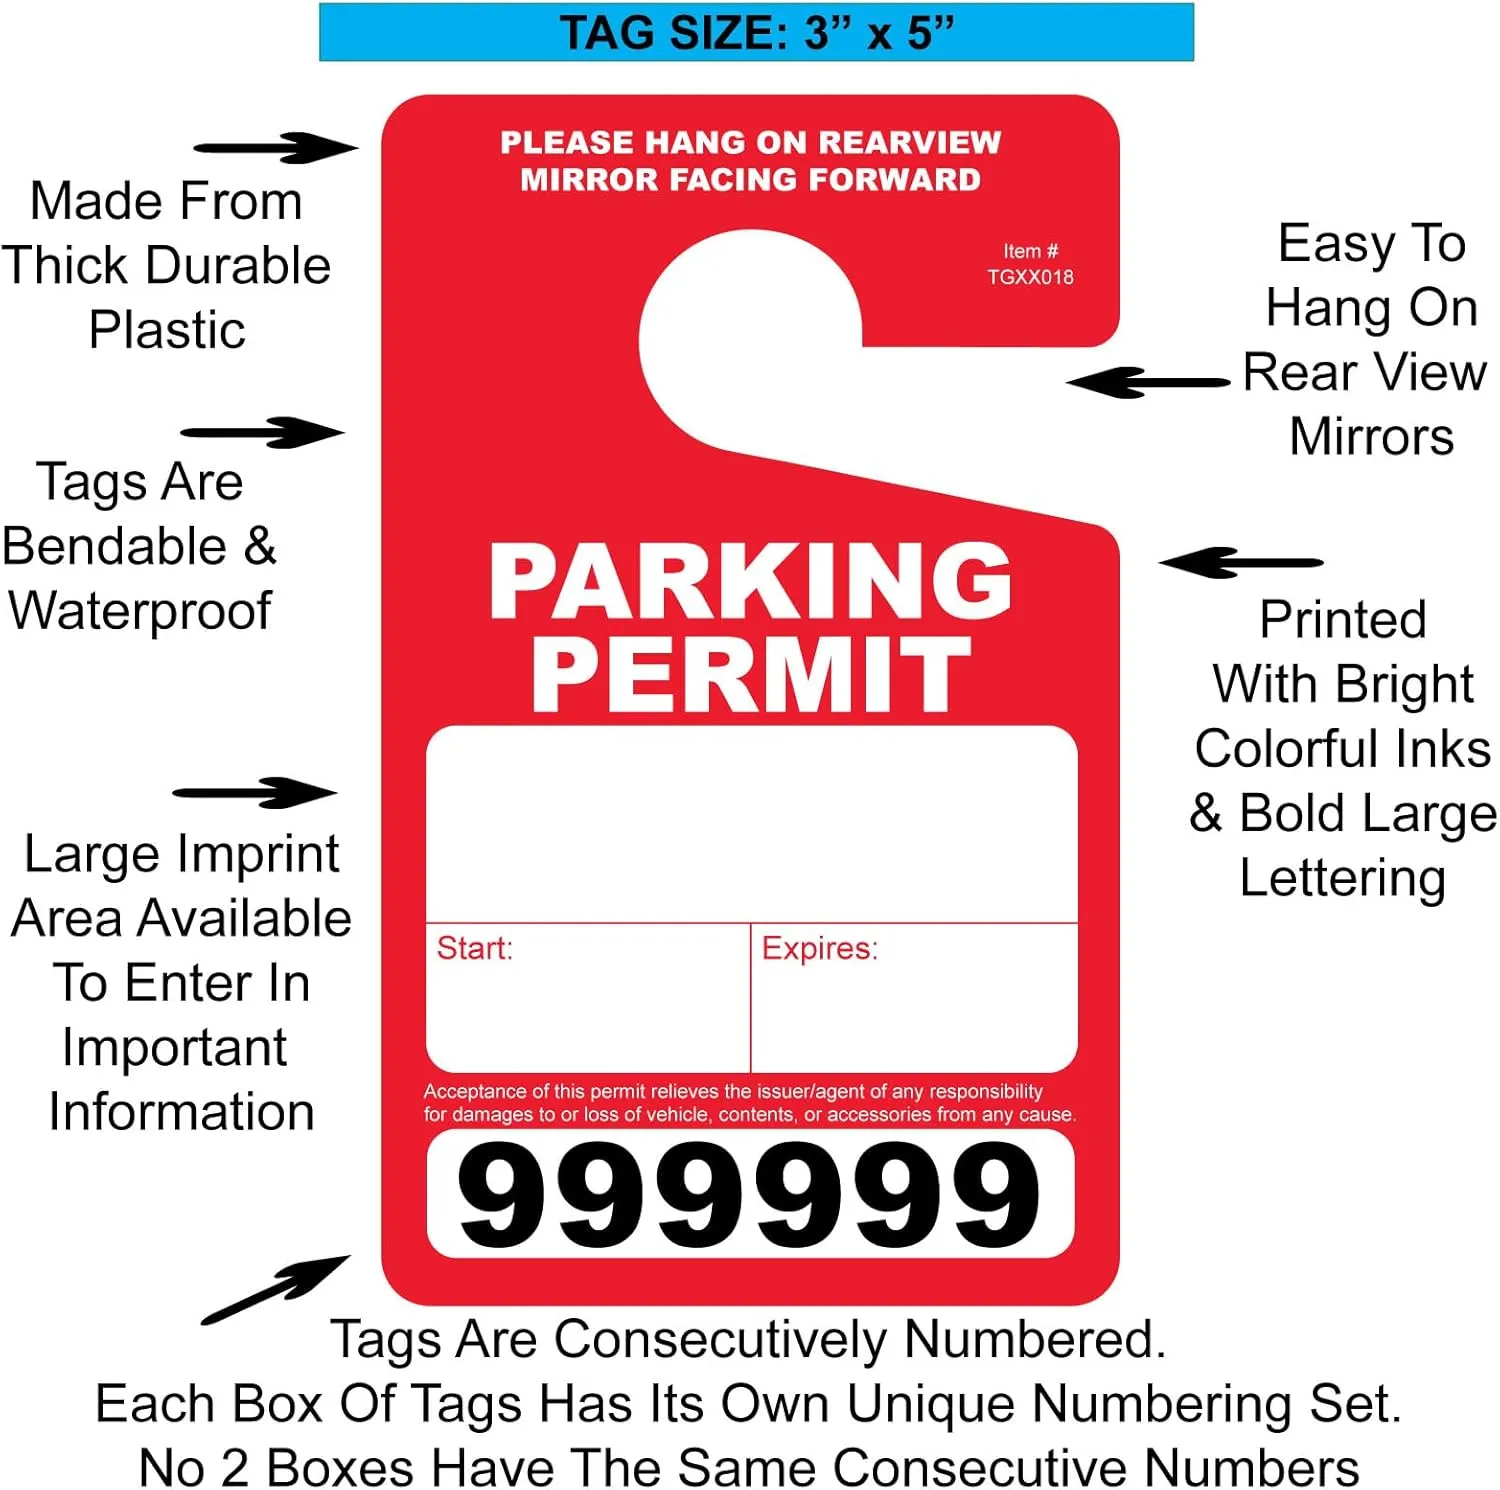 TAG SIZE: 3” x 5”
PLEASE HANG ON REARVIEW
MIRROR FACING FORWARD
Item #
TGXX018
Made From
Thick Durable
Plastic
Easy To
Hang On
Rear View
Mirrors
Tags Are
Bendable &
Waterproof
PARKING
PERMIT
Printed
With Bright
Colorful Inks
& Bold Large
Lettering
Large Imprint
Area Available
To Enter In
Important
Information
Start:
Expires:
Acceptance of this permit relieves the issuer/agent of any responsibility
for damages to or loss of vehicle, contents, or accessories from any cause.
999999
Tags Are Consecutively Numbered.
Each Box Of Tags Has Its Own Unique Numbering Set.
No 2 Boxes Have The Same Consecutive Numbers